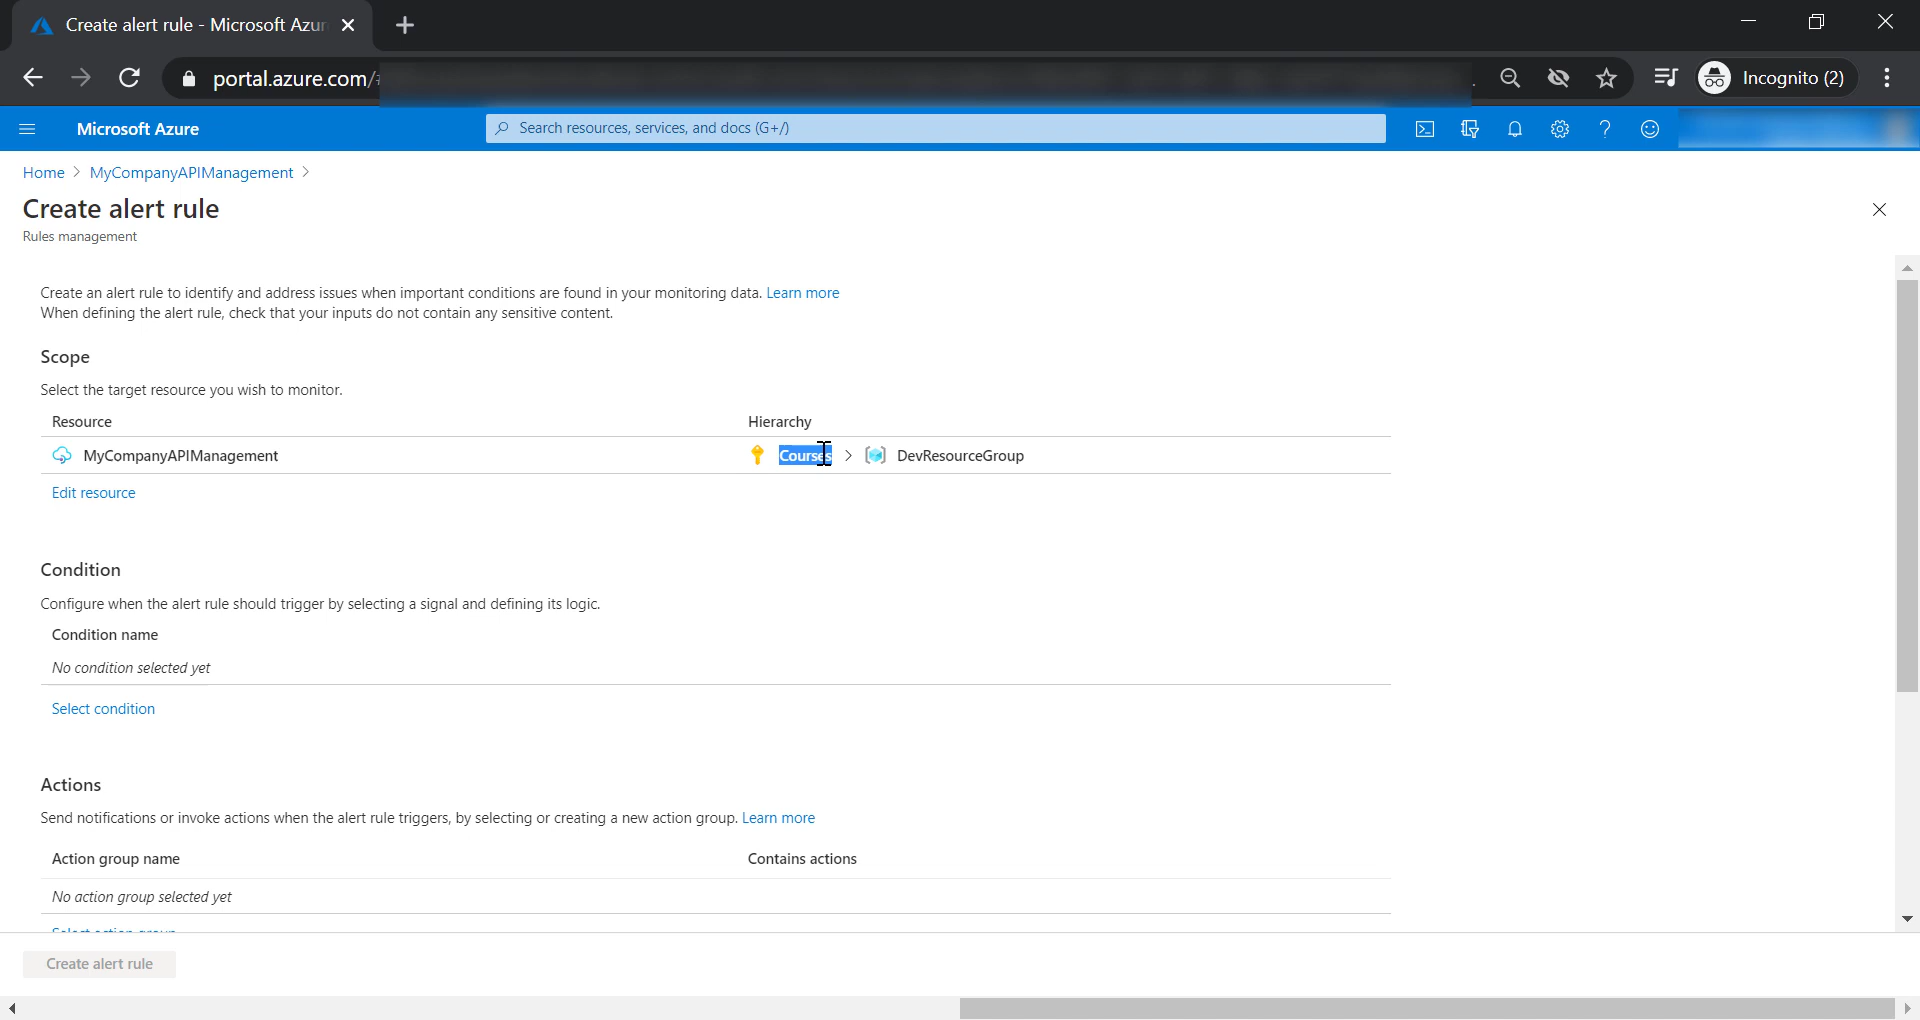 Create alert rule - Microsoft Azur
portal.azure.com/
Incognito (2)
Microsoft Azure
Search resources, services, and docs (G+/)
Home > MyCompanyAPIManagement >
Create alert rule
Rules management
Create an alert rule to identify and address issues when important conditions are found in your monitoring data. Learn more
When defining the alert rule, check that your inputs do not contain any sensitive content.
Scope
Select the target resource you wish to monitor.
Resource Hierarchy
MyCompanyAPIManagement Courses > DevResourceGroup
Edit resource
Condition
Configure when the alert rule should trigger by selecting a signal and defining its logic.
Condition name
No condition selected yet
Select condition
Actions
Send notifications or invoke actions when the alert rule triggers, by selecting or creating a new action group. Learn more
Action group name Contains actions
No action group selected yet
Select action group
Create alert rule